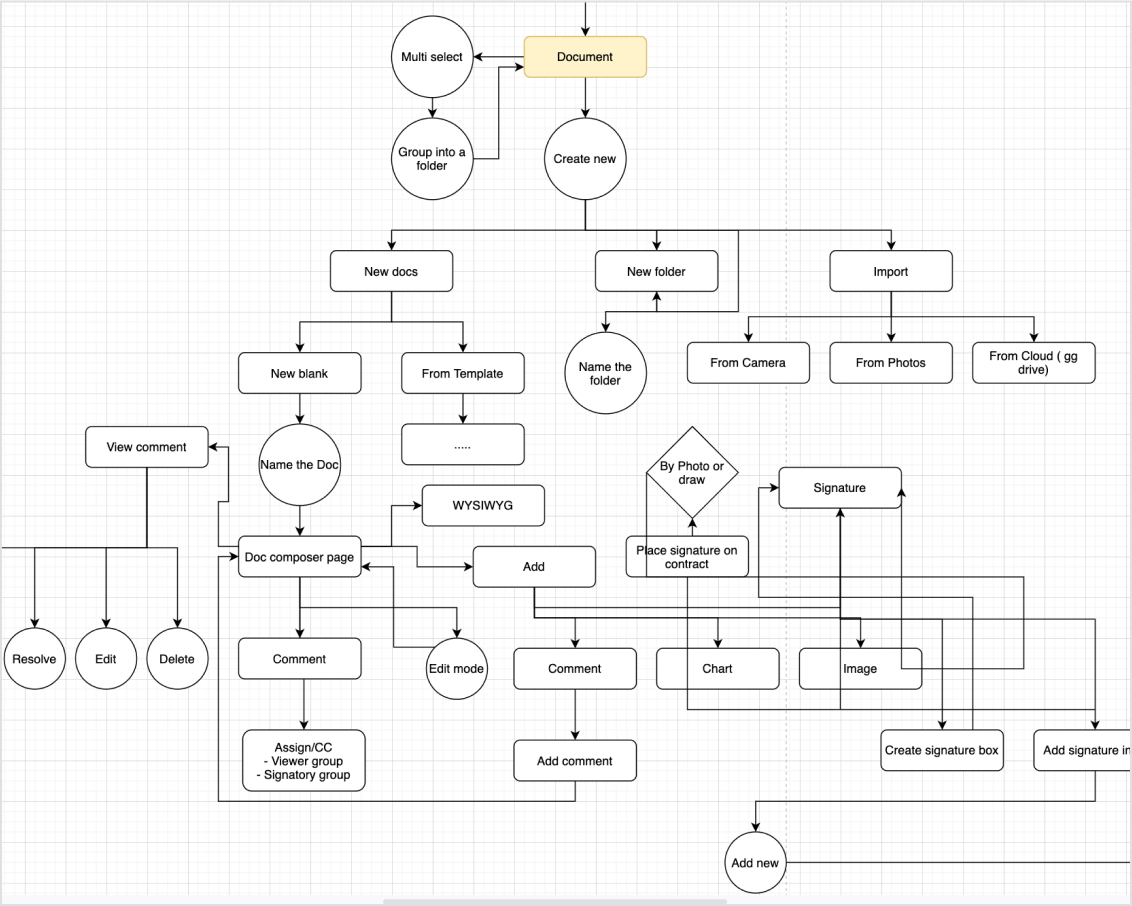 Multi select
Document
Group into a
folder
Create new
New docs
New folder
Import
New blank
From Template
Name the
folder
From Camera
From Photos
From Cloud ( gg
drive)
View comment
Name the Doc
.....
By Photo or
draw
Signature
WYSIWYG
Doc composer page
Add
Place signature on
contract
Resolve
Edit
Delete
Comment
Edit mode
Comment
Chart
Image
Assign/CC
- Viewer group
- Signatory group
Add comment
Create signature box
Add signature in
Add new